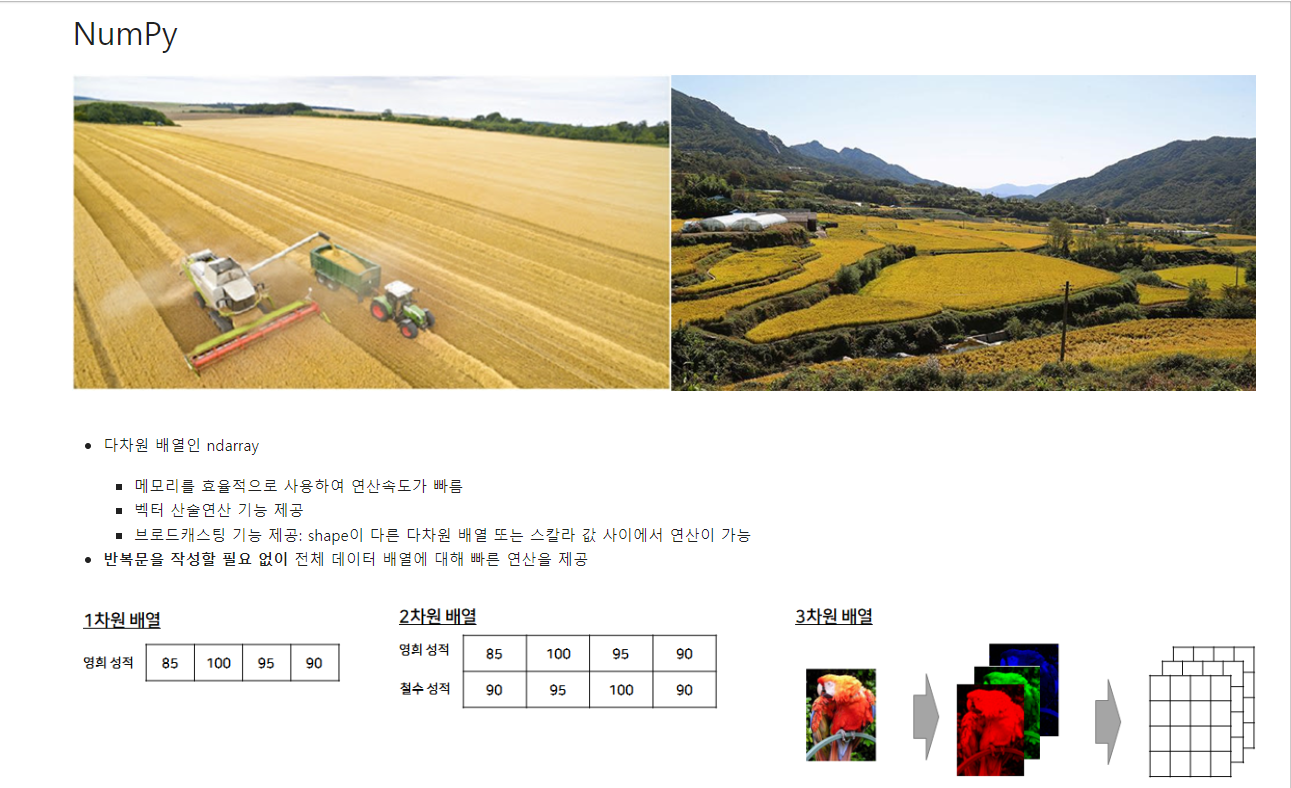 NumPy
다차원 배열인 ndarray
메모리를 효율적으로 사용하여 연산속도가 빠름
벡터 산술연산 기능 제공
브로드캐스팅 기능 제공: shape이 다른 다차원 배열 또는 스칼라 값 사이에서 연산이 가능
반복문을 작성할 필요 없이 전체 데이터 배열에 대해 빠른 연산을 제공
1차원 배열
영희 성적 85 100 95 90
2차원 배열
영희 성적 85 100 95 90
철수 성적 90 95 100 90
3차원 배열